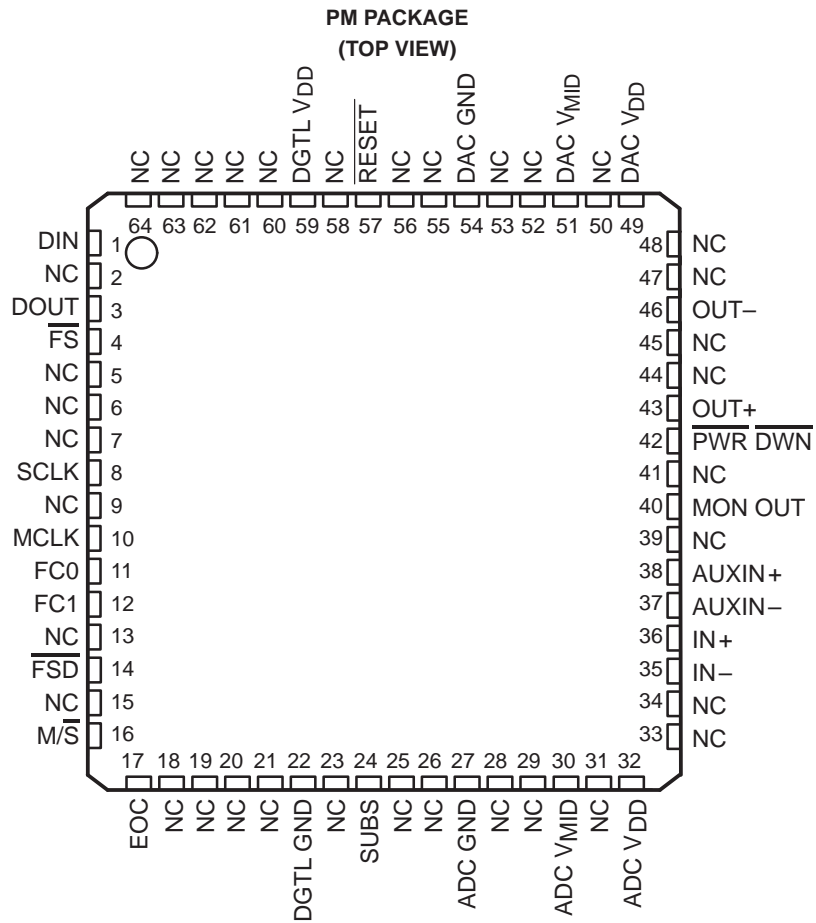 PM PACKAGE
(TOP VIEW)
NC
NC
NC
NC
NC
DGTL VDD
NC
RESET
NC
NC
DAC GND
NC
NC
DAC VMID
NC
DAC VDD
64 63 62 61 60 59 58 57 56 55 54 53 52 51 50 49
DIN 1
NC 2
DOUT 3
FS 4
NC 5
NC 6
NC 7
SCLK 8
NC 9
MCLK 10
FC0 11
FC1 12
NC 13
FSD 14
NC 15
M/S 16
48 NC
47 NC
46 OUT–
45 NC
44 NC
43 OUT+
42 PWR DWN
41 NC
40 MON OUT
39 NC
38 AUXIN+
37 AUXIN–
36 IN+
35 IN–
34 NC
33 NC
17 18 19 20 21 22 23 24 25 26 27 28 29 30 31 32
EOC
NC
NC
NC
NC
DGTL GND
NC
SUBS
NC
NC
ADC GND
NC
NC
ADC VMID
NC
ADC VDD